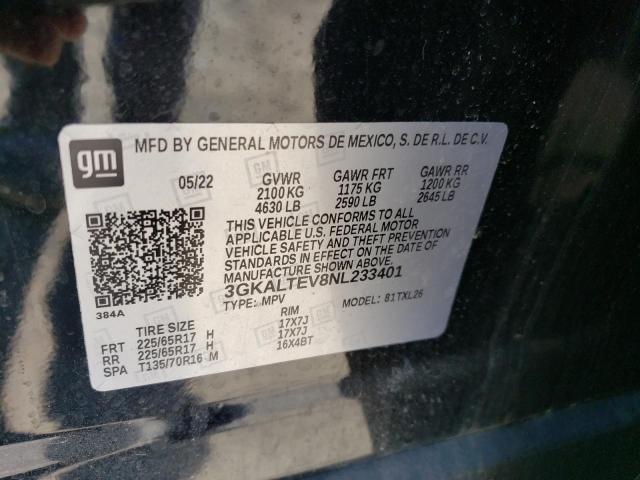 gm
MFD BY GENERAL MOTORS DE MEXICO, S. DE R.L. DE C.V.
05/22 GVWR GAWR FRT GAWR RR
2100 KG 1175 KG 1200 KG
4630 LB 2590 LB 2645 LB
THIS VEHICLE CONFORMS TO ALL
APPLICABLE U.S. FEDERAL MOTOR
VEHICLE SAFETY AND THEFT PREVENTION
STANDARDS IN EFFECT ON THE DATE OF
MANUFACTURE SHOWN ABOVE.
3GKALTEV8NL233401
384A TYPE: MPV MODEL: 81TXL26
TIRE SIZE RIM
FRT 225/65R17 H 17X7J
RR 225/65R17 H 17X7J
SPA T135/70R16 M 16X4BT